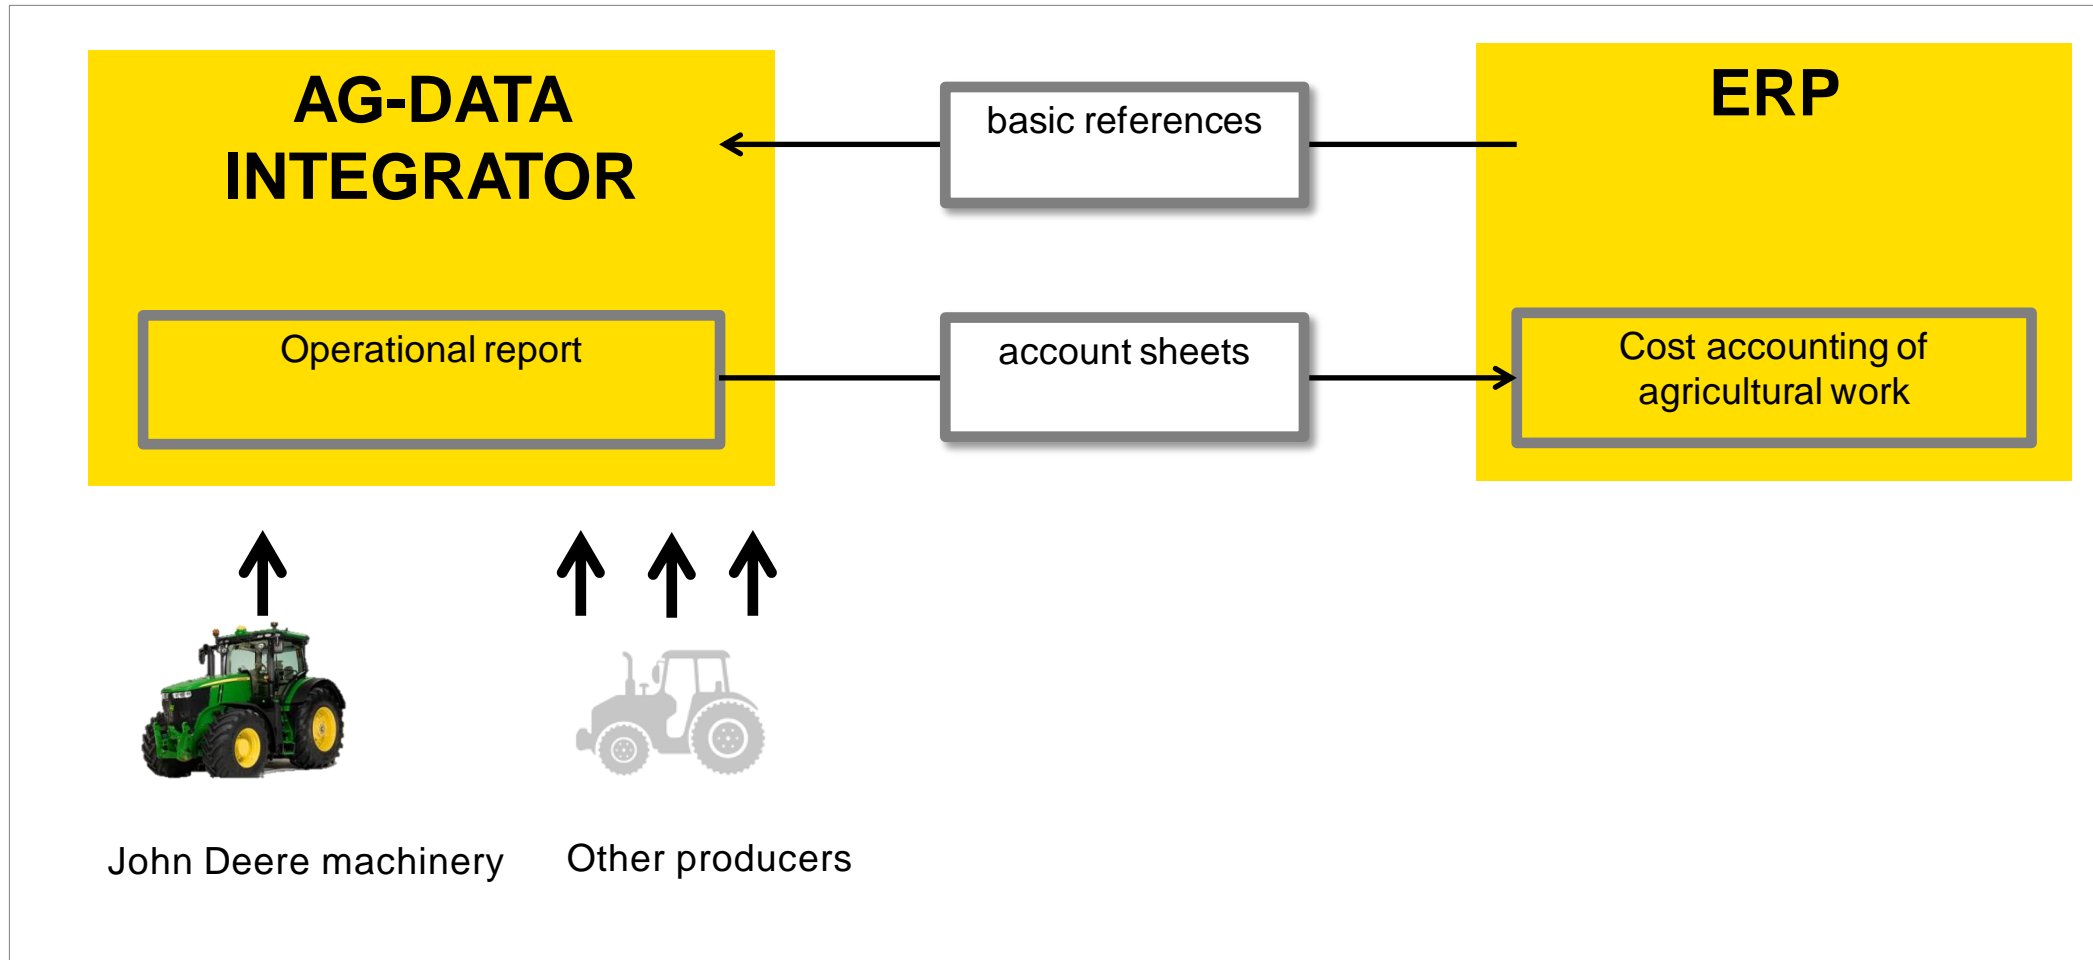 AG-DATA
INTEGRATOR
basic references
ERP
Operational report
account sheets
Cost accounting of
agricultural work
John Deere machinery
Other producers